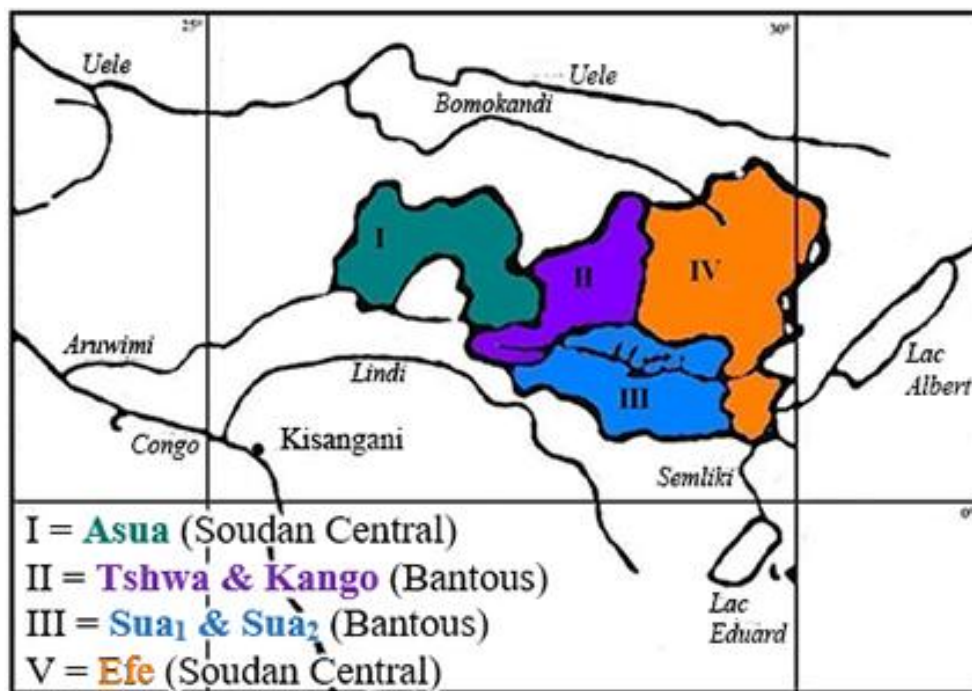 25°
30°
Uele
Uele
Bomokandi
I
II
IV
Aruwimi
Lindi
III
Lac
Albert
Congo
Kisangani
Semliki
0°
I = Asua (Soudan Central)
II = Tshwa & Kango (Bantous)
III = Sua₁ & Sua₂ (Bantous)
V = Efe (Soudan Central)
Lac
Eduard